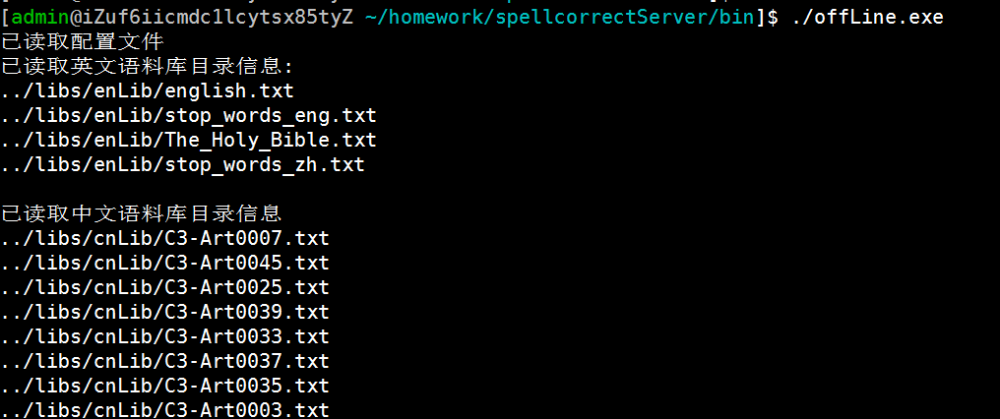 [admin@iZuf6iicmdc1lcytsx85tyZ ~/homework/spellcorrectServer/bin]$ ./offLine.exe
已读取配置文件
已读取英文语料库目录信息:
../libs/enLib/english.txt
../libs/enLib/stop_words_eng.txt
../libs/enLib/The_Holy_Bible.txt
../libs/enLib/stop_words_zh.txt
已读取中文语料库目录信息
../libs/cnLib/C3-Art0007.txt
../libs/cnLib/C3-Art0045.txt
../libs/cnLib/C3-Art0025.txt
../libs/cnLib/C3-Art0039.txt
../libs/cnLib/C3-Art0033.txt
../libs/cnLib/C3-Art0037.txt
../libs/cnLib/C3-Art0035.txt
../libs/cnLib/C3-Art0003.txt